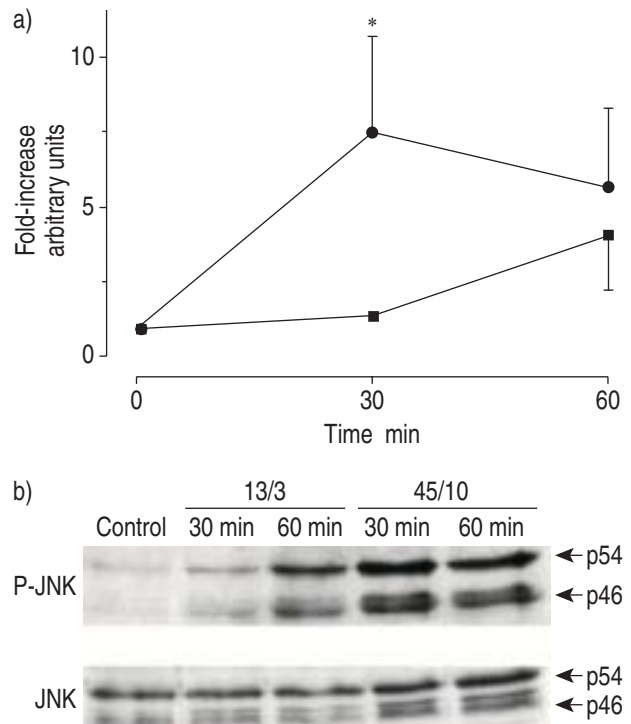 a)
*
10
5
0
Fold-increase
arbitrary units
0 30 60
Time min
b)
13/3 45/10
Control 30 min 60 min 30 min 60 min
P-JNK
p54
p46
JNK
p54
p46